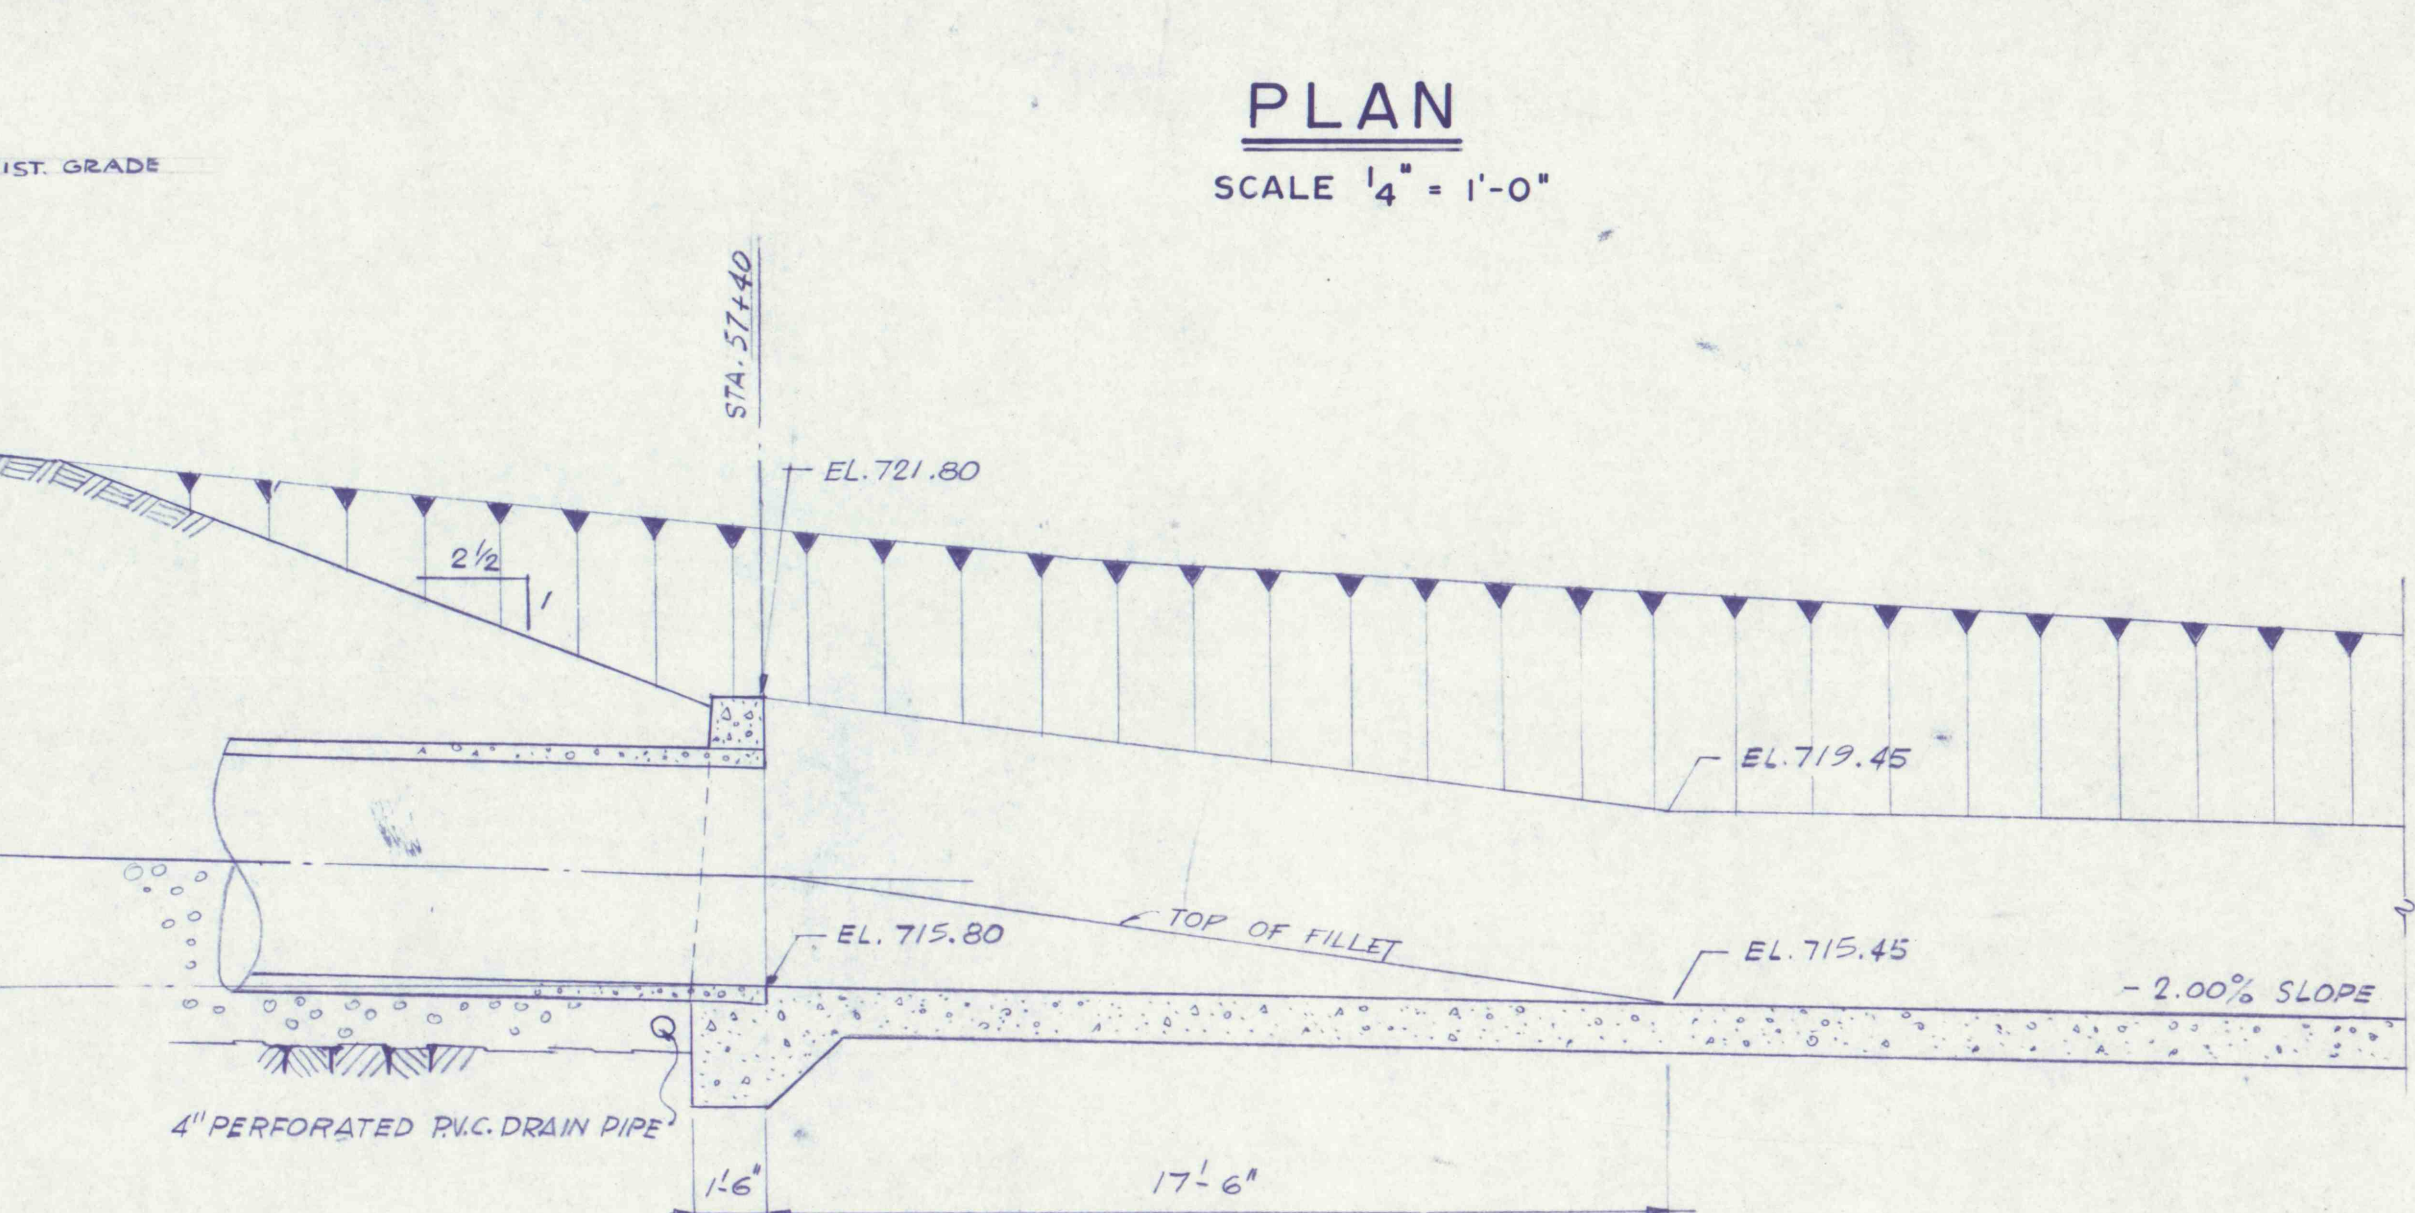 PLAN
SCALE 1/4" = 1'-0"
IST. GRADE
STA. 57+40
EL. 721.80
2 1/2
1
EL. 719.45
TOP OF FILLET
EL. 715.80
EL. 715.45
- 2.00% SLOPE
4" PERFORATED P.V.C. DRAIN PIPE
1'-6"
17'-6"